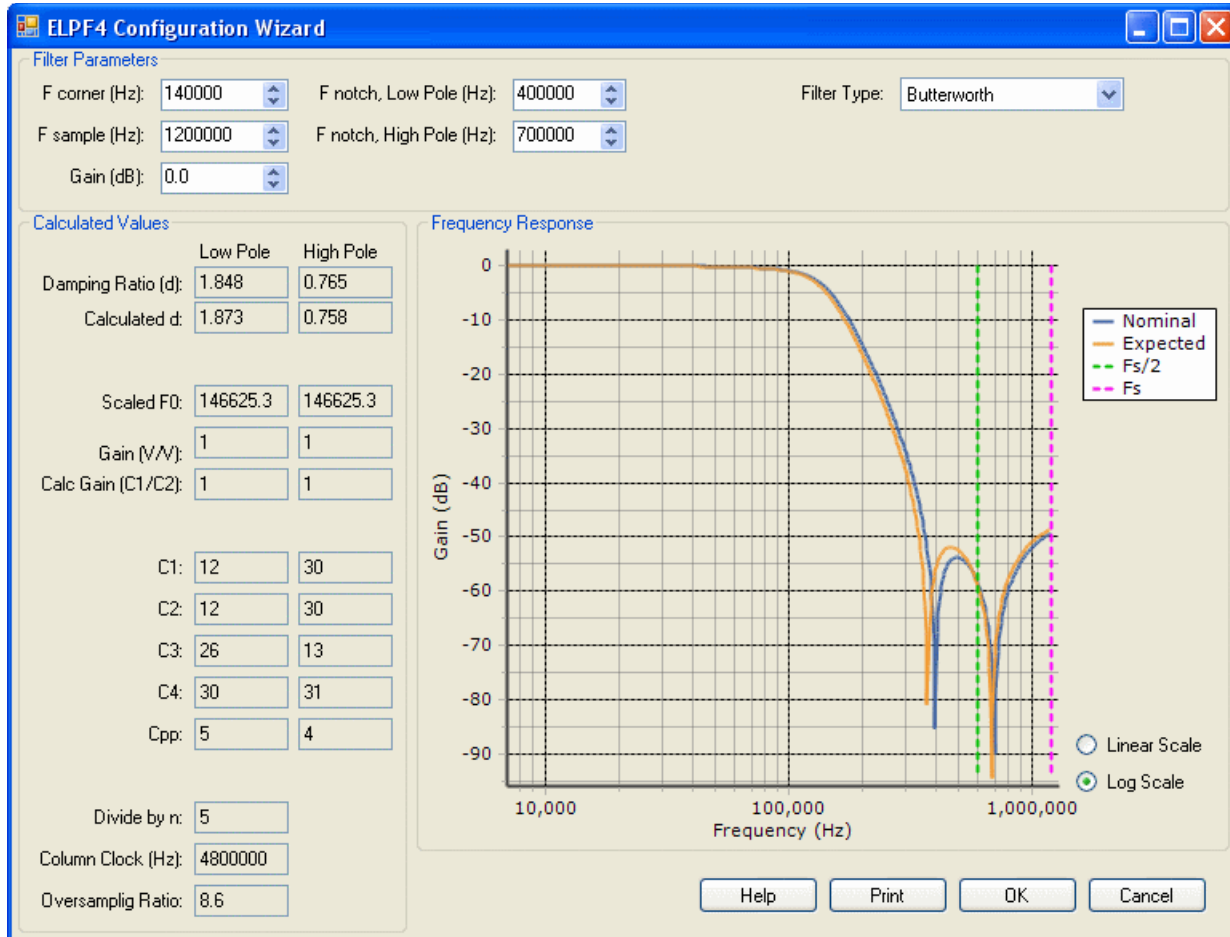 ELPF4 Configuration Wizard
Filter Parameters
F corner (Hz): 140000 F notch, Low Pole (Hz): 400000 Filter Type: Butterworth
F sample (Hz): 1200000 F notch, High Pole (Hz): 700000
Gain (dB): 0.0
Calculated Values
Low Pole High Pole
Damping Ratio (d): 1.848 0.765
Calculated d: 1.873 0.758
Scaled F0: 146625.3 146625.3
Gain (V/V): 1 1
Calc Gain (C1/C2): 1 1
C1: 12 30
C2: 12 30
C3: 26 13
C4: 30 31
Cpp: 5 4
Divide by n: 5
Column Clock (Hz): 4800000
Oversamplig Ratio: 8.6
Frequency Response
0
-10
-20
-30
-40
-50
-60
-70
-80
-90
Gain (dB)
10,000 100,000 1,000,000
Frequency (Hz)
Nominal
Expected
Fs/2
Fs
Linear Scale
Log Scale
Help Print OK Cancel